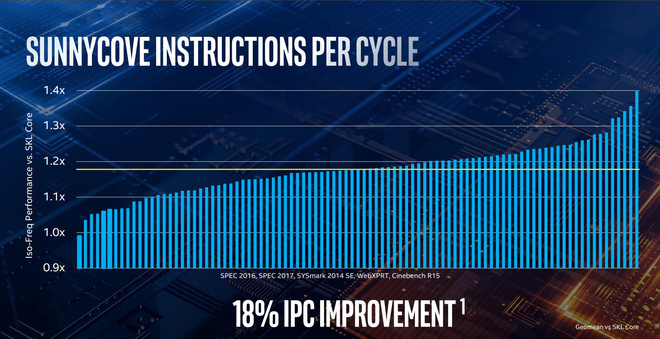 SUNNYCOVE INSTRUCTIONS PER CYCLE
Iso-Freq Performance vs. SKL Core
1.4x
1.3x
1.2x
1.1x
1.0x
0.9x
SPEC 2016, SPEC 2017, SYSmark 2014 SE, WebXPRT, Cinebench R15
18% IPC IMPROVEMENT 1
Geomean vs SKL Core